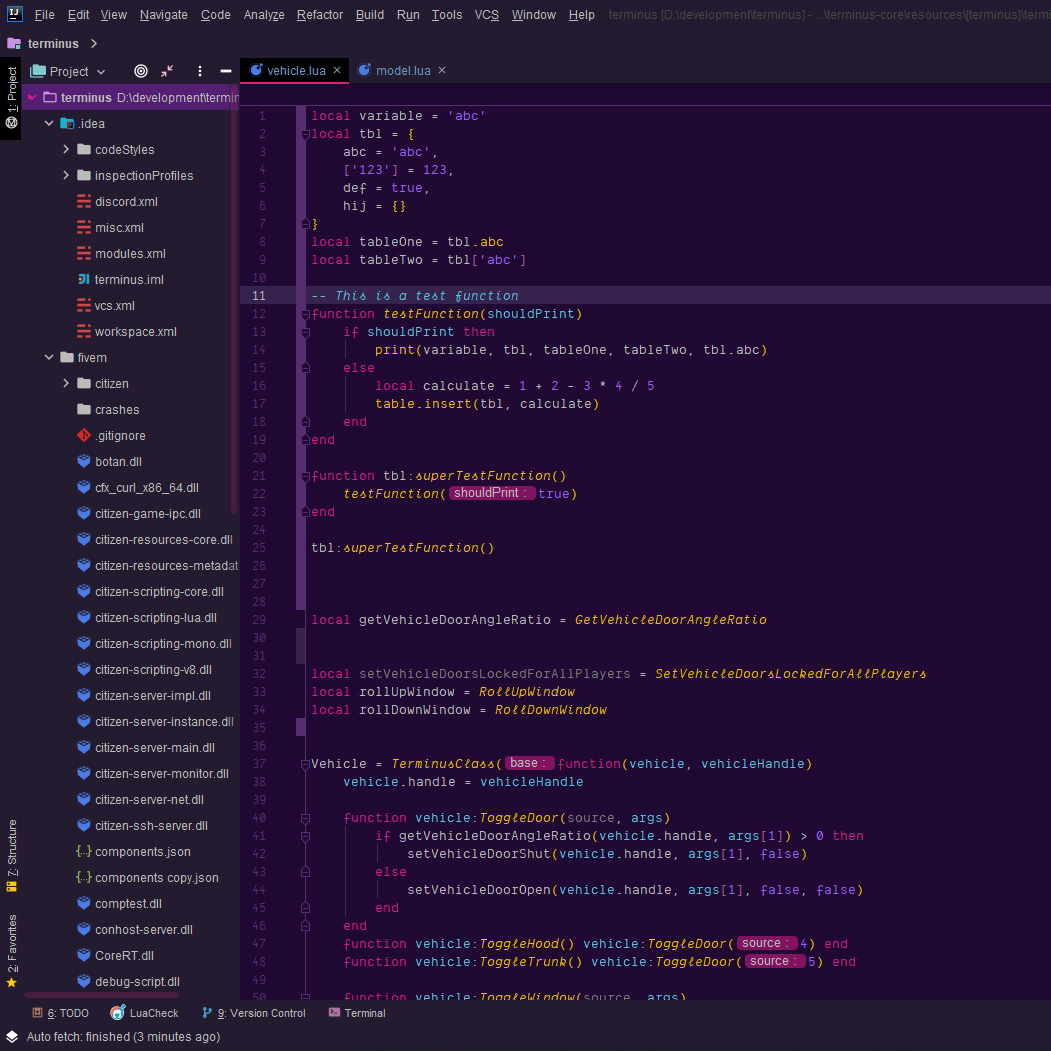 File Edit View Navigate Code Analyze Refactor Build Run Tools VCS Window Help terminus [D:\development\terminus] - ...\terminus-core\resources\[terminus]\term
terminus
Project
vehicle.lua
model.lua
1: Project
terminus D:\development\termin
.idea
codeStyles
inspectionProfiles
discord.xml
misc.xml
modules.xml
terminus.iml
vcs.xml
workspace.xml
fivem
citizen
crashes
.gitignore
botan.dll
cfx_curl_x86_64.dll
citizen-game-ipc.dll
citizen-resources-core.dll
citizen-resources-metadat
citizen-scripting-core.dll
citizen-scripting-lua.dll
citizen-scripting-mono.dll
citizen-scripting-v8.dll
citizen-server-impl.dll
citizen-server-instance.dll
citizen-server-main.dll
citizen-server-monitor.dll
citizen-server-net.dll
citizen-ssh-server.dll
components.json
components copy.json
comptest.dll
conhost-server.dll
CoreRT.dll
debug-script.dll
7: Structure
2: Favorites
1 local variable = 'abc'
2 local tbl = {
3 abc = 'abc',
4 ['123'] = 123,
5 def = true,
6 hij = {}
7 }
8 local tableOne = tbl.abc
9 local tableTwo = tbl['abc']
10
11 -- This is a test function
12 function testFunction(shouldPrint)
13 if shouldPrint then
14 print(variable, tbl, tableOne, tableTwo, tbl.abc)
15 else
16 local calculate = 1 + 2 - 3 * 4 / 5
17 table.insert(tbl, calculate)
18 end
19 end
20
21 function tbl:superTestFunction()
22 testFunction( shouldPrint: true)
23 end
24
25 tbl:superTestFunction()
26
27
28
29 local getVehicleDoorAngleRatio = GetVehicleDoorAngleRatio
30
31
32 local setVehicleDoorsLockedForAllPlayers = SetVehicleDoorsLockedForAllPlayers
33 local rollUpWindow = RollUpWindow
34 local rollDownWindow = RollDownWindow
35
36
37 Vehicle = TerminusClass( base: function(vehicle, vehicleHandle)
38 vehicle.handle = vehicleHandle
39
40 function vehicle:ToggleDoor(source, args)
41 if getVehicleDoorAngleRatio(vehicle.handle, args[1]) > 0 then
42 setVehicleDoorShut(vehicle.handle, args[1], false)
43 else
44 setVehicleDoorOpen(vehicle.handle, args[1], false, false)
45 end
46 end
47 function vehicle:ToggleHood() vehicle:ToggleDoor( source: 4) end
48 function vehicle:ToggleTrunk() vehicle:ToggleDoor( source: 5) end
49
50 function vehicle:ToggleWindow(source, args)
6: TODO LuaCheck 9: Version Control Terminal
Auto fetch: finished (3 minutes ago)